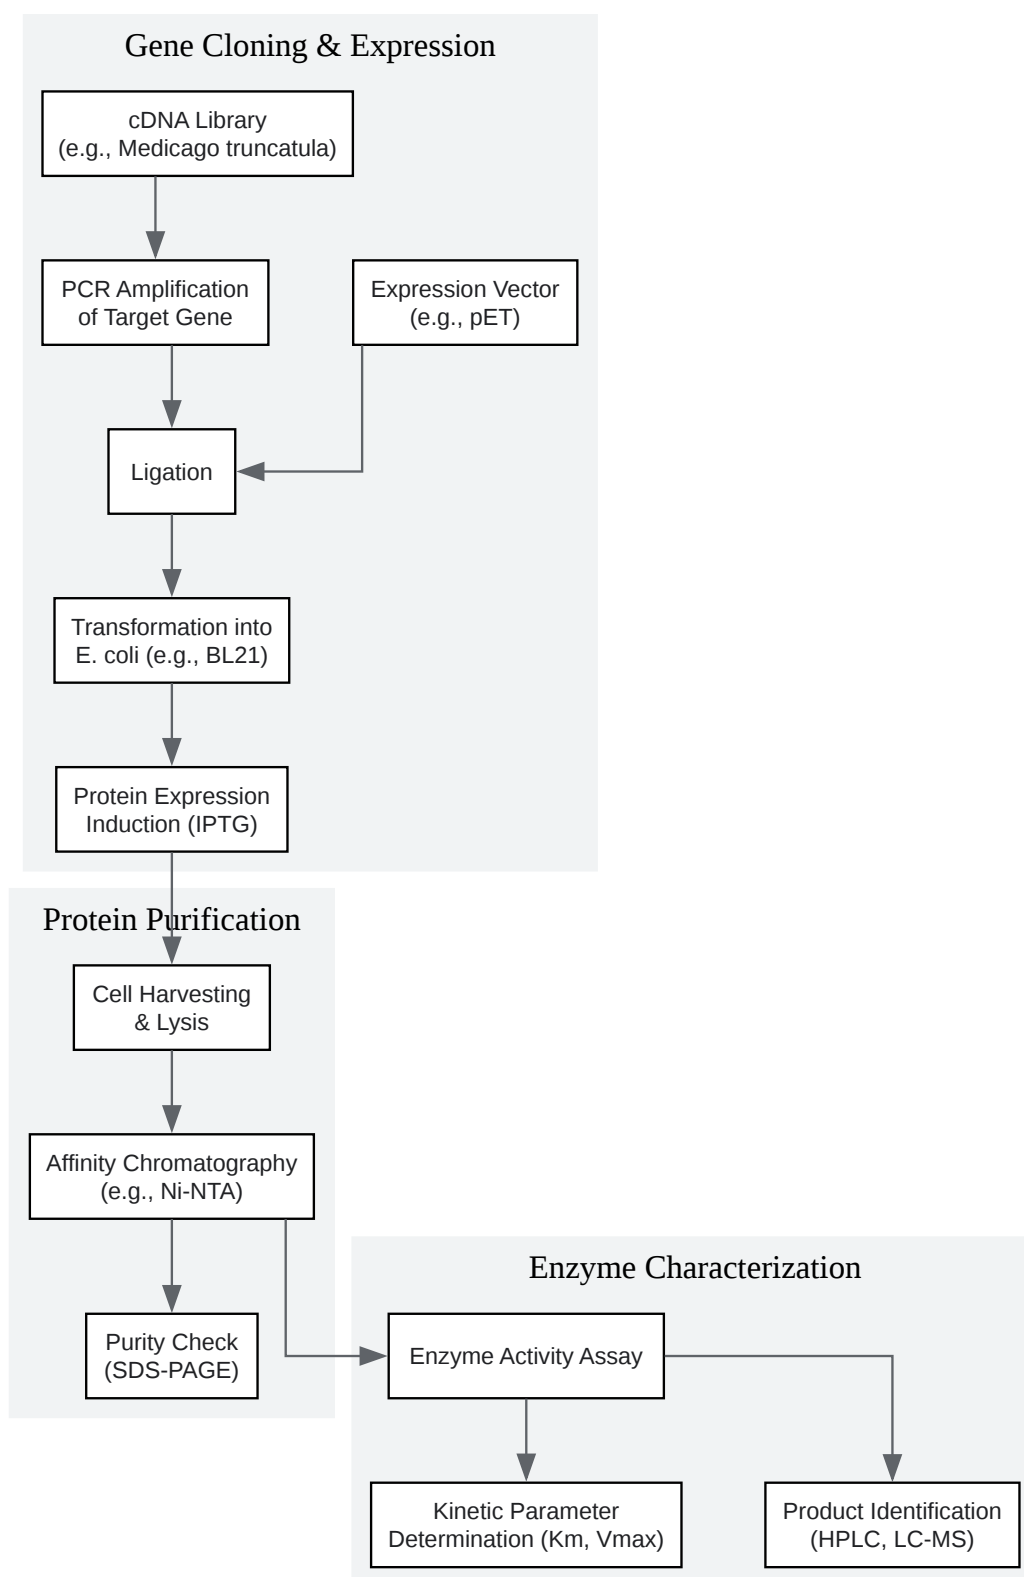 Gene Cloning & Expression
cDNA Library
(e.g., Medicago truncatula)
PCR Amplification
of Target Gene
Expression Vector
(e.g., pET)
Ligation
Transformation into
E. coli (e.g., BL21)
Protein Expression
Induction (IPTG)
Protein Purification
Cell Harvesting
& Lysis
Affinity Chromatography
(e.g., Ni-NTA)
Purity Check
(SDS-PAGE)
Enzyme Characterization
Enzyme Activity Assay
Kinetic Parameter
Determination (Km, Vmax)
Product Identification
(HPLC, LC-MS)